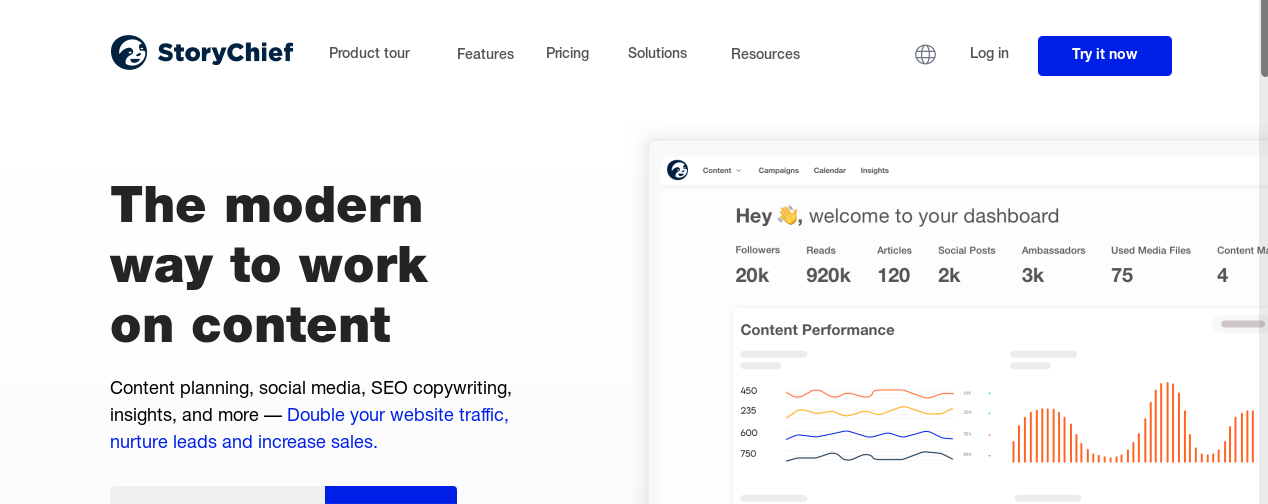 StoryChief
Product tour
Features
Pricing
Solutions
Resources
Log in
Try it now
The modern
way to work
on content
Content planning, social media, SEO copywriting,
insights, and more — Double your website traffic,
nurture leads and increase sales.
Content
Campaigns
Calendar
Insights
Hey 👋, welcome to your dashboard
Followers
Reads
Articles
Social Posts
Ambassadors
Used Media Files
Content Ma
20k
920k
120
2k
3k
75
4
Content Performance
450
235
600
750